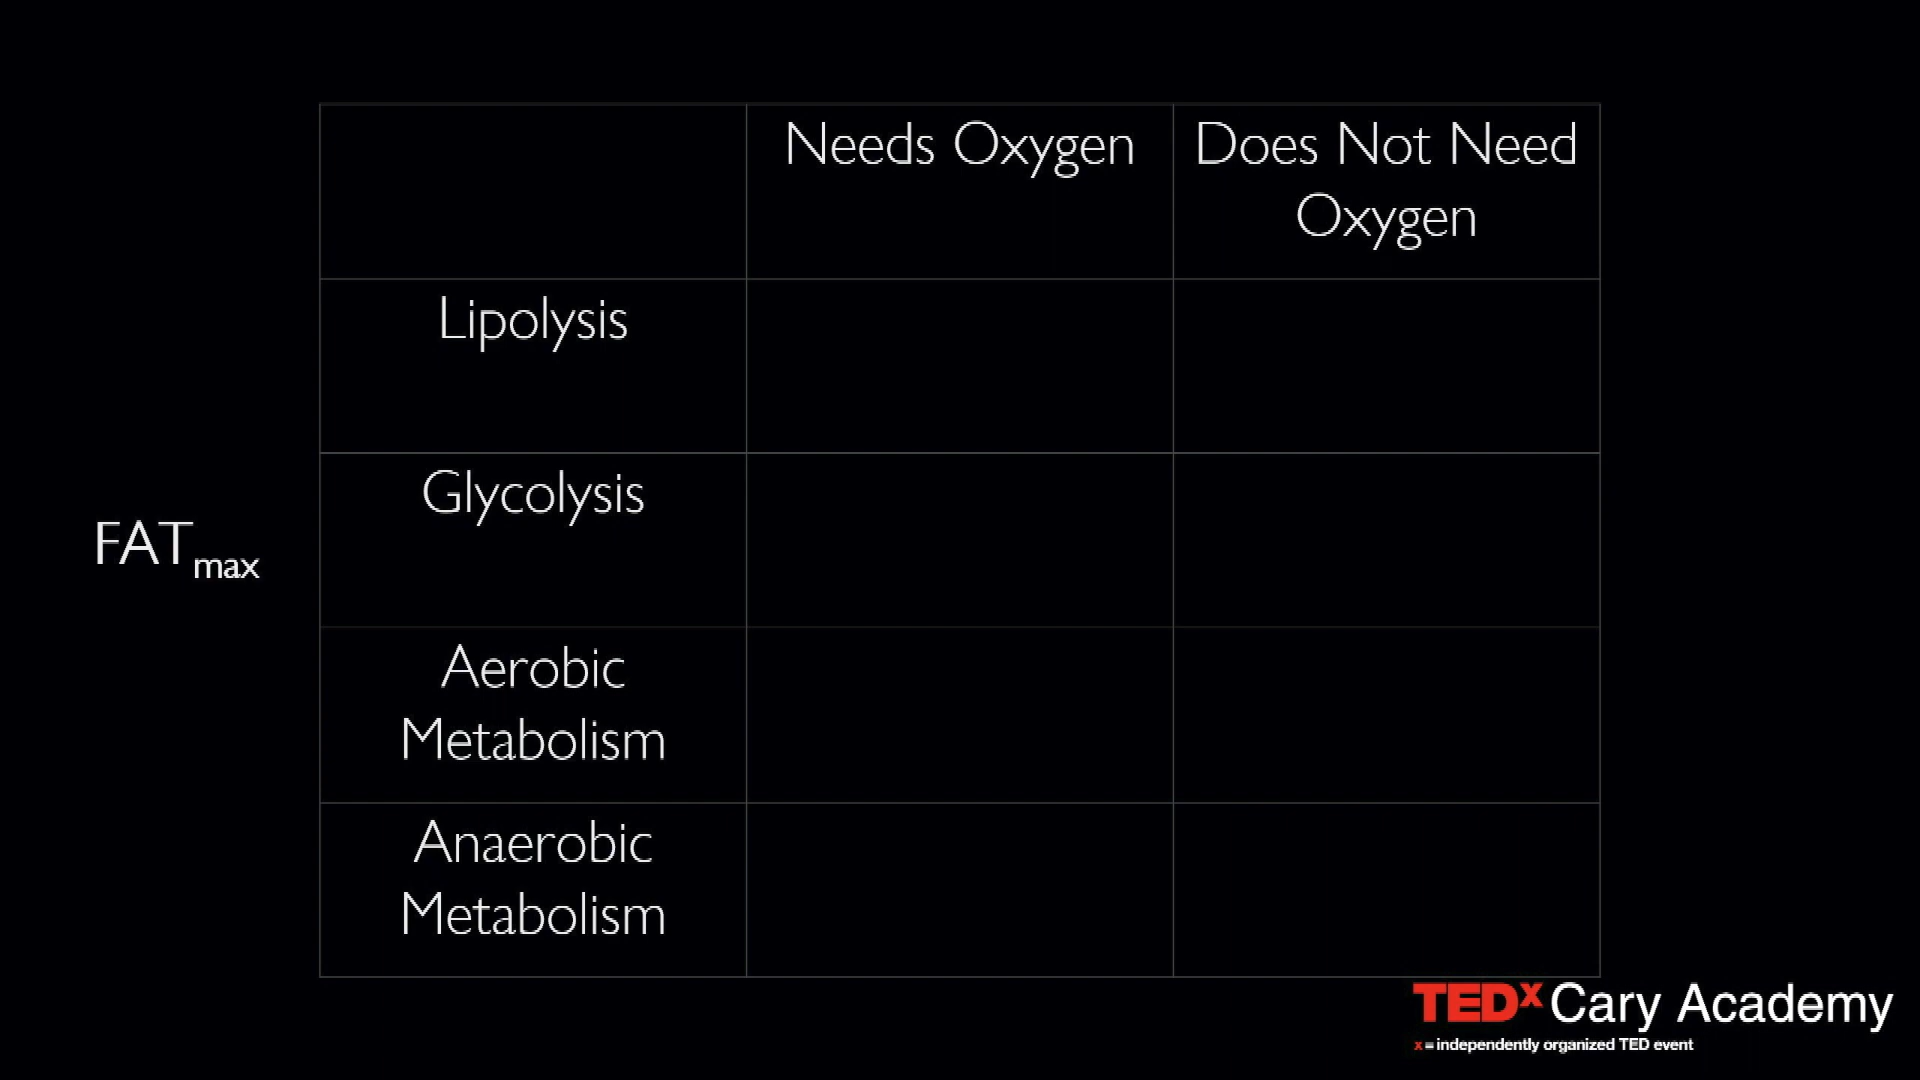 Needs Oxygen
Does Not Need
Oxygen
Lipolysis
Glycolysis
FATmax
Aerobic
Metabolism
Anaerobic
Metabolism
TEDx Cary Academy
x = independently organized TED event